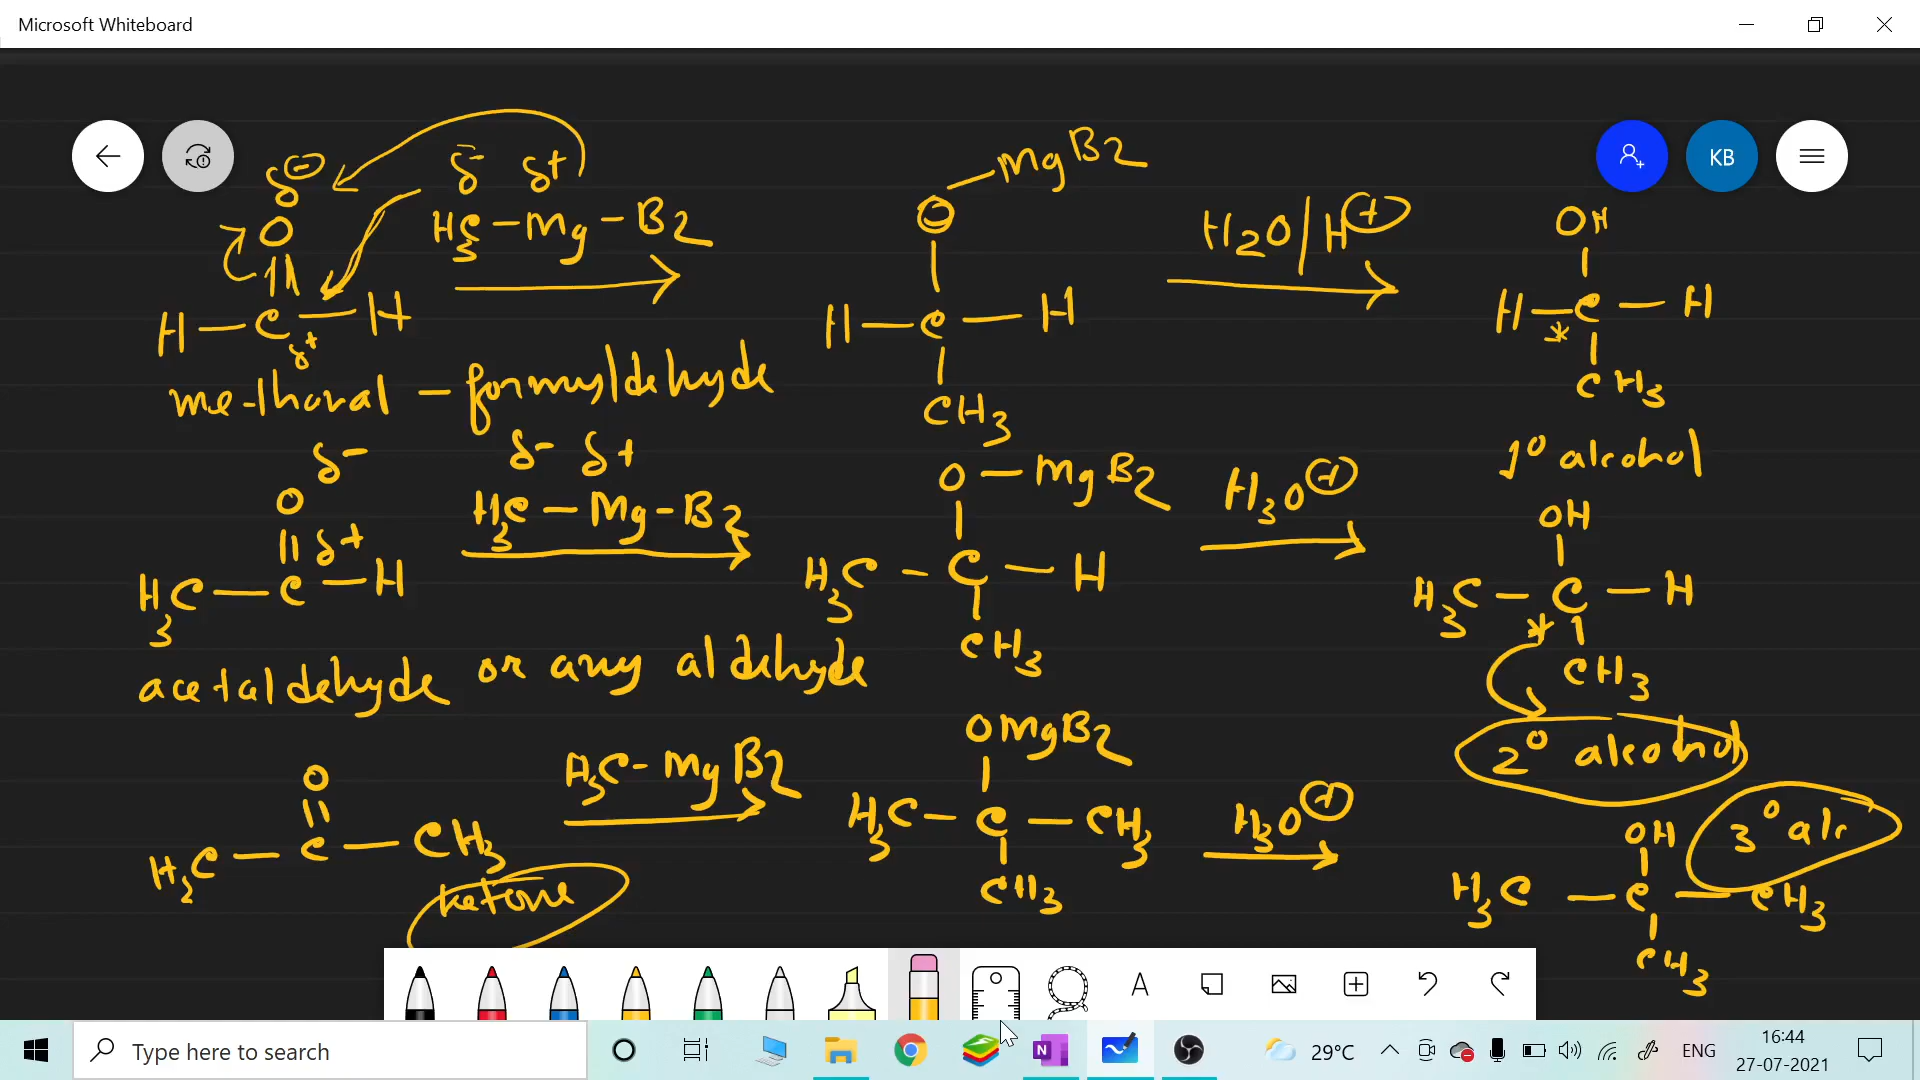 Microsoft Whiteboard
KB
δ⊖ δ- δ+
O H3C-Mg-Br
||
H-C-H
δ+
O-MgBr
|
H-C-H
|
CH3
H2O/H⊕
OH
|
H-C-H
*
|
CH3
methanal - formyldehyde
1° alcohol
δ- δ- δ+
O H3C-Mg-Br
|| δ+
H3C-C-H
O-MgBr
|
H3C-C-H
|
CH3
H3O⊕
OH
|
H3C-C-H
* |
CH3
acetaldehyde or any aldehyde
2° alcohol
O
||
H3C-C-CH3
ketone
H3C-MgBr
OMgBr
|
H3C-C-CH3
|
CH3
H3O⊕
3° alc
OH
|
H3C-C-CH3
|
CH3
A
Type here to search
N
29°C
ENG
16:44
27-07-2021